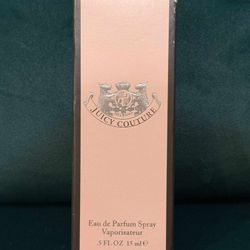 JUICY COUTURE
Eau de Parfum Spray
Vaporisateur
.5 FL OZ 15 ml ℮